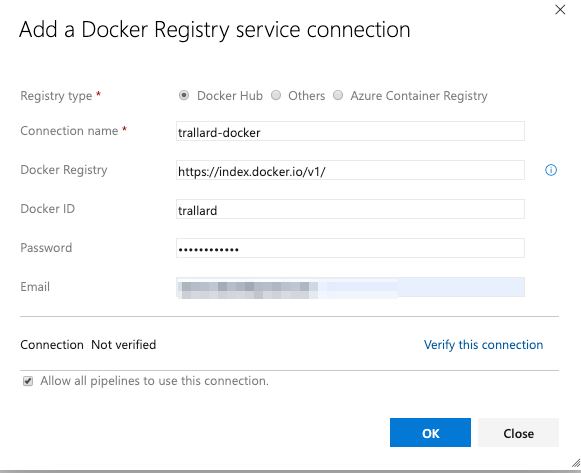 Add a Docker Registry service connection
Registry type * Docker Hub Others Azure Container Registry
Connection name * trallard-docker
Docker Registry https://index.docker.io/v1/
Docker ID trallard
Password ••••••••••••
Email
Connection Not verified Verify this connection
Allow all pipelines to use this connection.
OK Close